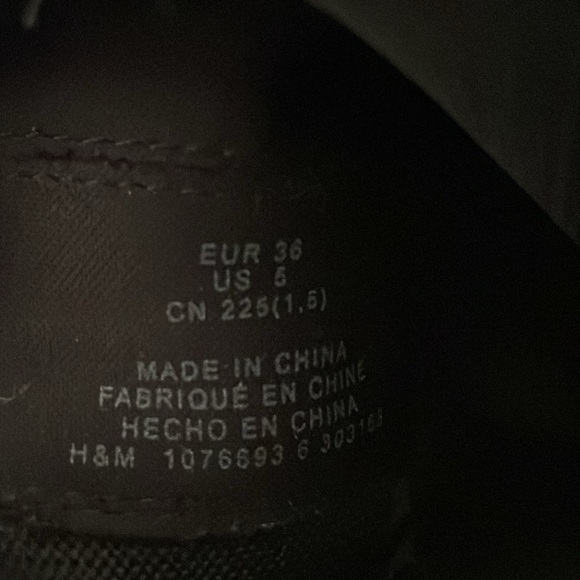 EUR 36
US 5
CN 225(1.5)
MADE IN CHINA
FABRIQUÉ EN CHINE
HECHO EN CHINA
H&M 1076693 6